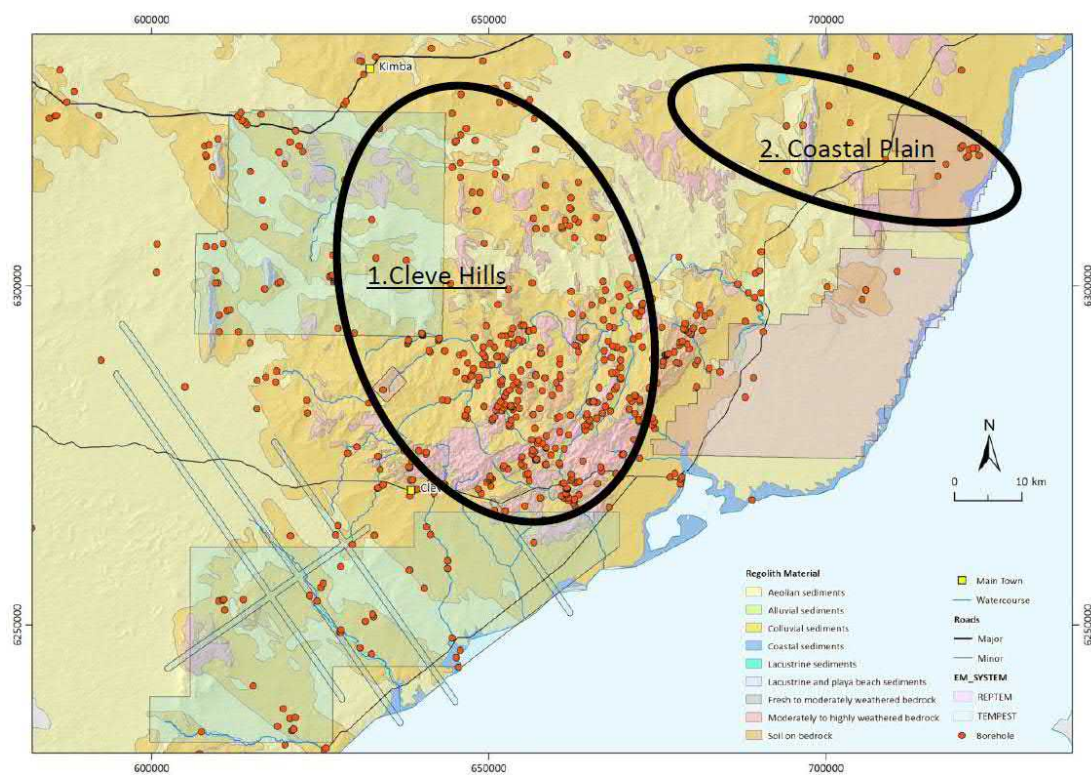 600000
650000
700000
Kimba
2. Coastal Plain
1.Cleve Hills
6300000
6300000
N
0
10 km
Cleve
6250000
6250000
Regolith Material
Aeolian sediments
Alluvial sediments
Colluvial sediments
Coastal sediments
Lacustrine sediments
Lacustrine and playa beach sediments
Fresh to moderately weathered bedrock
Moderately to highly weathered bedrock
Soil on bedrock
Main Town
Watercourse
Roads
Major
Minor
EM_SYSTEM
REPTEM
TEMPEST
Borehole
600000
650000
700000